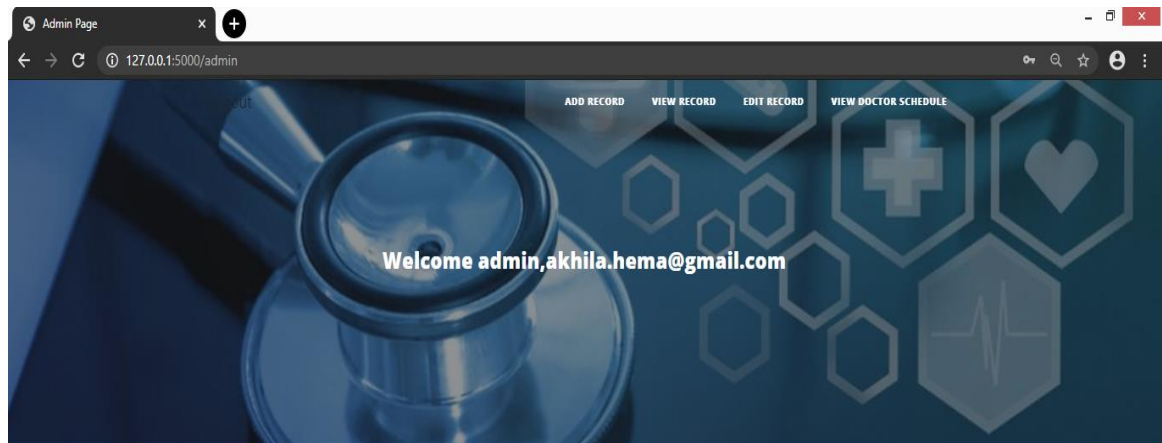 Admin Page
127.0.0.1:5000/admin
ADD RECORD VIEW RECORD EDIT RECORD VIEW DOCTOR SCHEDULE
Welcome admin,akhila.hema@gmail.com